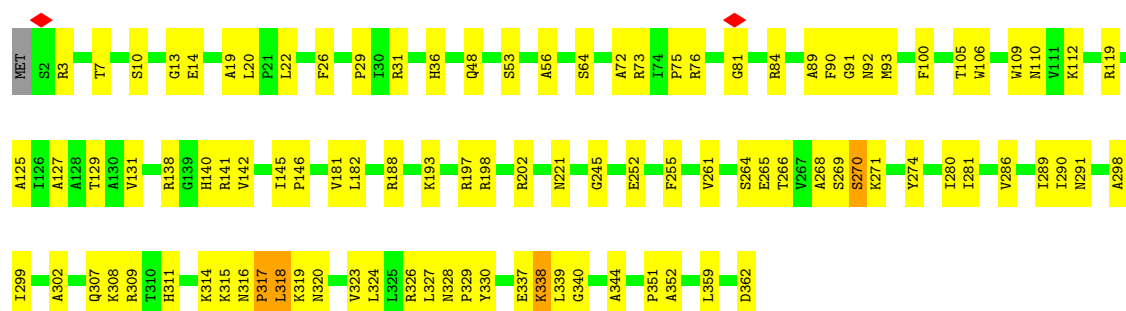 MET S2 R3 T7 S10 G13 E14 A19 L20 P21 L22 F26 P29 I30 R31 H36 Q48 S53 A56 S64 A72 R73 I74 P75 R76 G81 R84 A89 F90 G91 N92 M93 F100 T105 W106 W109 N110 V111 K112 R119
A125 I126 A127 A128 T129 A130 V131 R138 G139 H140 R141 V142 I145 P146 V181 L182 R188 K193 R197 R198 R202 N221 G245 E252 F255 V261 S264 E265 T266 V267 A268 S269 S270 K271 Y274 I280 I281 V286 I289 I290 N291 A298
I299 A302 Q307 K308 R309 T310 H311 K314 K315 N316 P317 L318 K319 N320 V323 L324 L325 R326 L327 N328 P329 Y330 E337 K338 L339 G340 A344 P351 A352 L359 D362